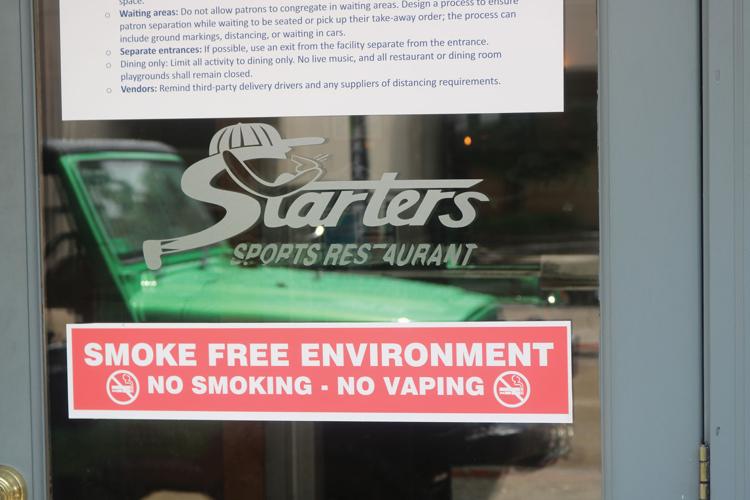 space.
o Waiting areas: Do not allow patrons to congregate in waiting areas. Design a process to ensure
patron separation while waiting to be seated or pick up their take-away order; the process can
include ground markings, distancing, or waiting in cars.
o Separate entrances: If possible, use an exit from the facility separate from the entrance.
o Dining only: Limit all activity to dining only. No live music, and all restaurant or dining room
playgrounds shall remain closed.
o Vendors: Remind third-party delivery drivers and any suppliers of distancing requirements.
Starters
SPORTS RESTAURANT
SMOKE FREE ENVIRONMENT
NO SMOKING - NO VAPING